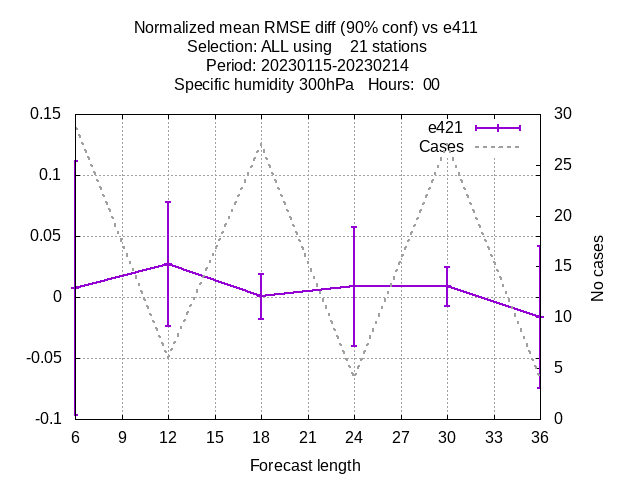 Normalized mean RMSE diff (90% conf) vs e411
Selection: ALL using    21 stations
Period: 20230115-20230214
Specific humidity 300hPa   Hours:  00
0.15
0.1
0.05
0
-0.05
-0.1
30
25
20
15
10
5
0
e421
Cases
No cases
6 9 12 15 18 21 24 27 30 33 36
Forecast length